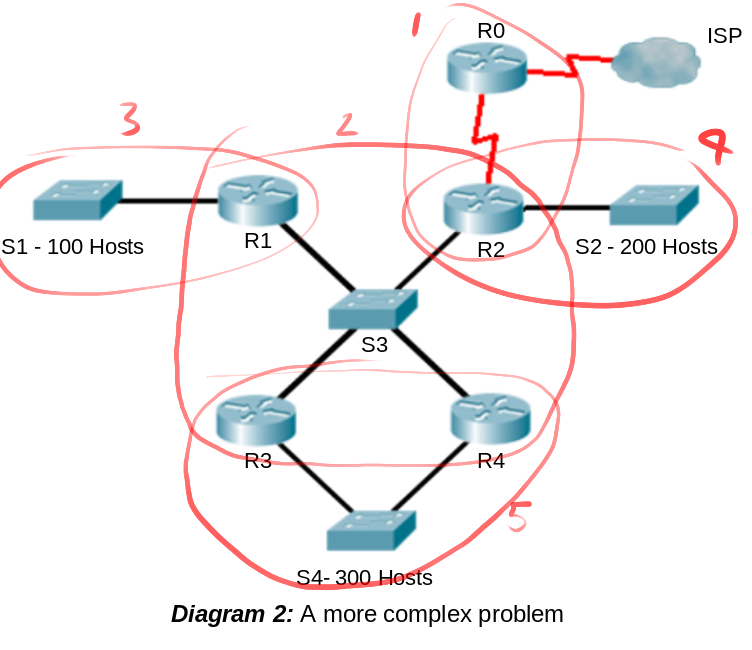 1
R0
ISP
3
2
4
R1
R2
S1 - 100 Hosts
S2 - 200 Hosts
S3
R3
R4
5
S4- 300 Hosts
Diagram 2: A more complex problem